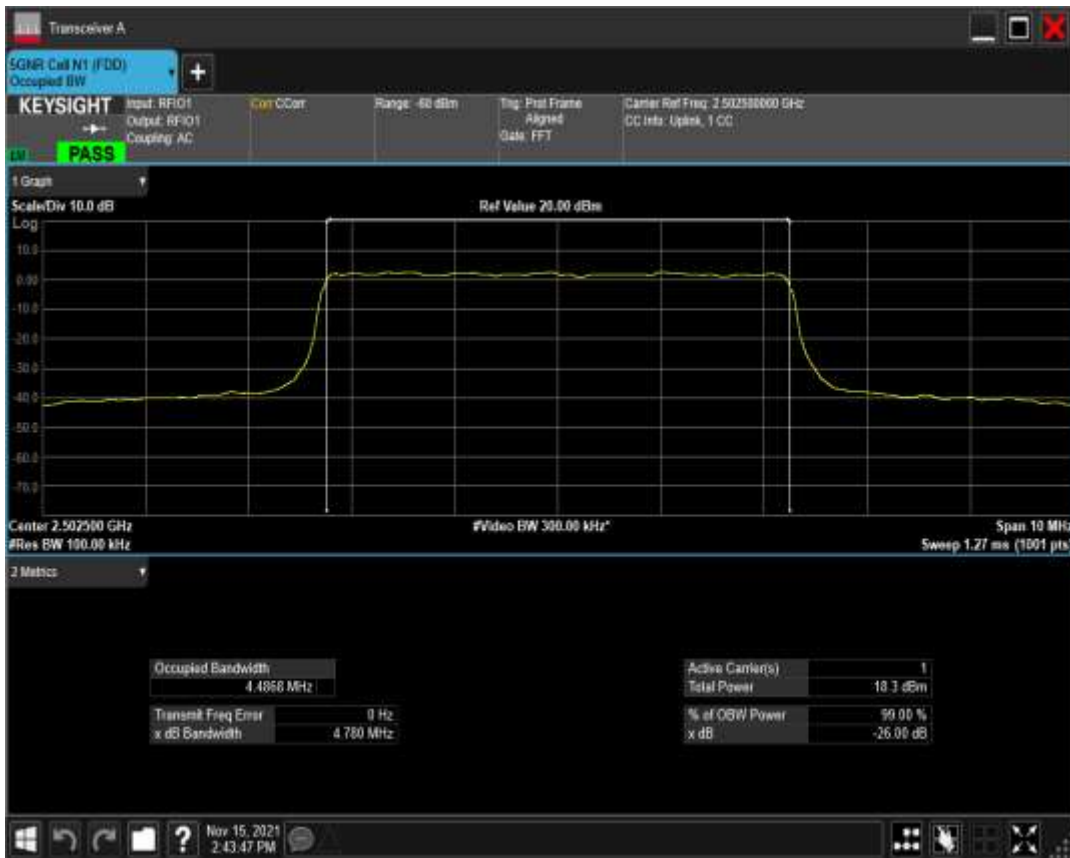 Transceiver A
5GNR Cell N1 (FDD)
Occupied BW
+
KEYSIGHT
Input: RFIO1
Output: RFIO1
Coupling: AC
Corr CCorr
Range: -60 dBm
Trig: Prot Frame
Aligned
Gate: FFT
Carrier Ref Freq: 2.502500000 GHz
CC Info: Uplink, 1 CC
PASS
1 Graph
Scale/Div 10.0 dB
Ref Value 20.00 dBm
Log
10.0
0.00
-10.0
-20.0
-30.0
-40.0
-50.0
-60.0
-70.0
Center 2.502500 GHz
#Video BW 300.00 kHz*
Span 10 MHz
#Res BW 100.00 kHz
Sweep 1.27 ms (1001 pts)
2 Metrics
Occupied Bandwidth
4.4868 MHz
Transmit Freq Error 0 Hz
x dB Bandwidth 4.780 MHz
Active Carrier(s) 1
Total Power 18.3 dBm
% of OBW Power 99.00 %
x dB -26.00 dB
?
Nov 15, 2021
2:43:47 PM